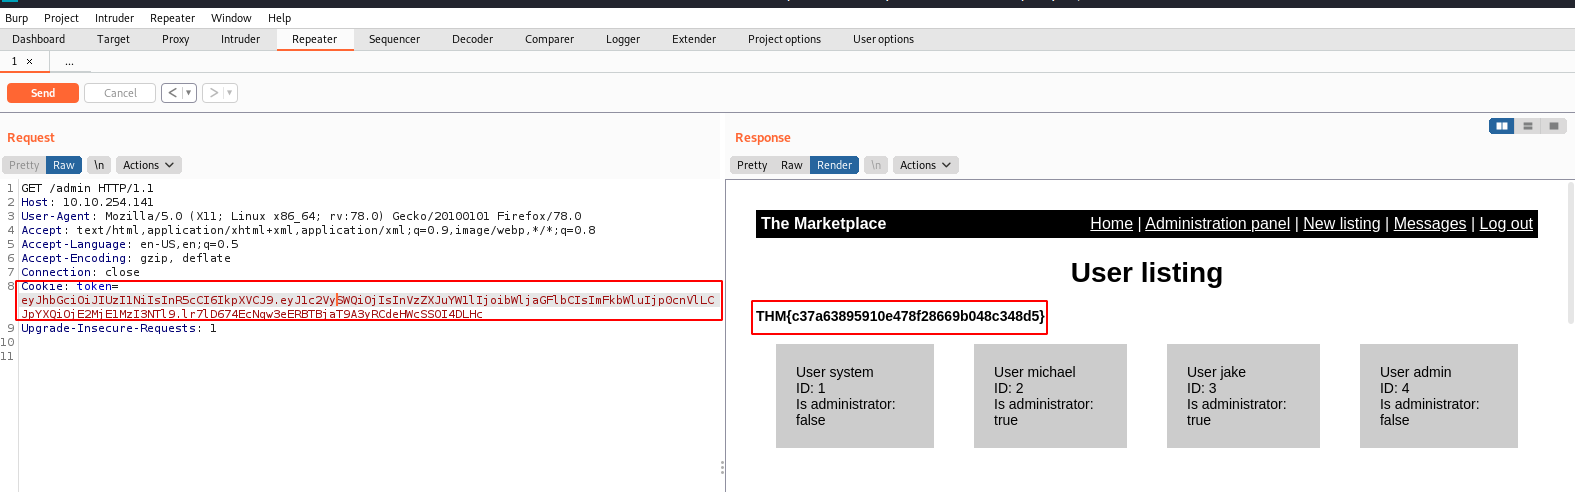 Burp Project Intruder Repeater Window Help
Dashboard Target Proxy Intruder Repeater Sequencer Decoder Comparer Logger Extender Project options User options
1 × ...
Send Cancel < ▾ > ▾
Request
Pretty Raw \n Actions
1 GET /admin HTTP/1.1
2 Host: 10.10.254.141
3 User-Agent: Mozilla/5.0 (X11; Linux x86_64; rv:78.0) Gecko/20100101 Firefox/78.0
4 Accept: text/html,application/xhtml+xml,application/xml;q=0.9,image/webp,*/*;q=0.8
5 Accept-Language: en-US,en;q=0.5
6 Accept-Encoding: gzip, deflate
7 Connection: close
8 Cookie: token=
eyJhbGciOiJIUzI1NiIsInR5cCI6IkpXVCJ9.eyJ1c2VySWQiOjIsInVzZXJuYW1lIjoibWljaGFlbCIsImFkbWluIjp0cnVlLC
JpYXQiOjE2MjE1MzI3NTl9.lr7lD674EcNqw3eERBTBjaT9A3yRCdeHWcSSOI4DLHc
9 Upgrade-Insecure-Requests: 1
10
11
Response
Pretty Raw Render \n Actions
The Marketplace Home | Administration panel | New listing | Messages | Log out
User listing
THM{c37a63895910e478f28669b048c348d5}
User system
ID: 1
Is administrator:
false
User michael
ID: 2
Is administrator:
true
User jake
ID: 3
Is administrator:
true
User admin
ID: 4
Is administrator:
false